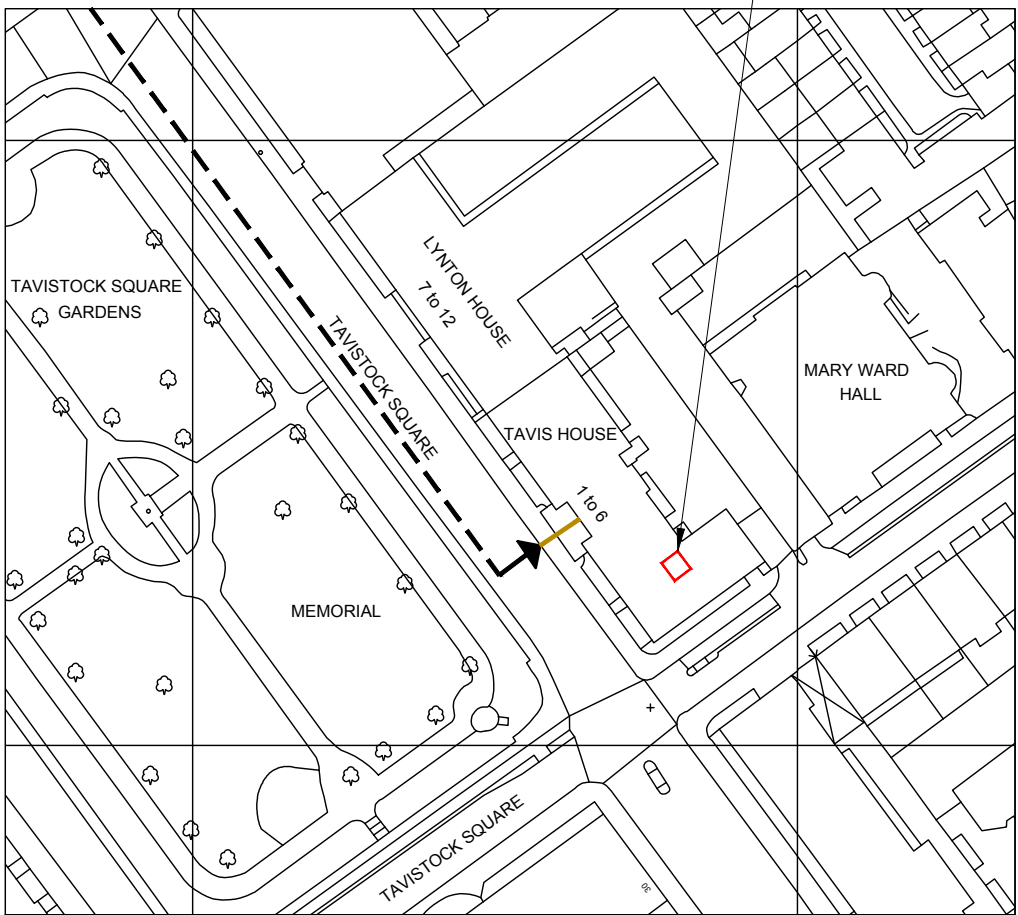 TAVISTOCK SQUARE
GARDENS
LYNTON HOUSE
7 to 12
TAVISTOCK SQUARE
MARY WARD
HALL
TAVIS HOUSE
1 to 6
MEMORIAL
TAVISTOCK SQUARE
30